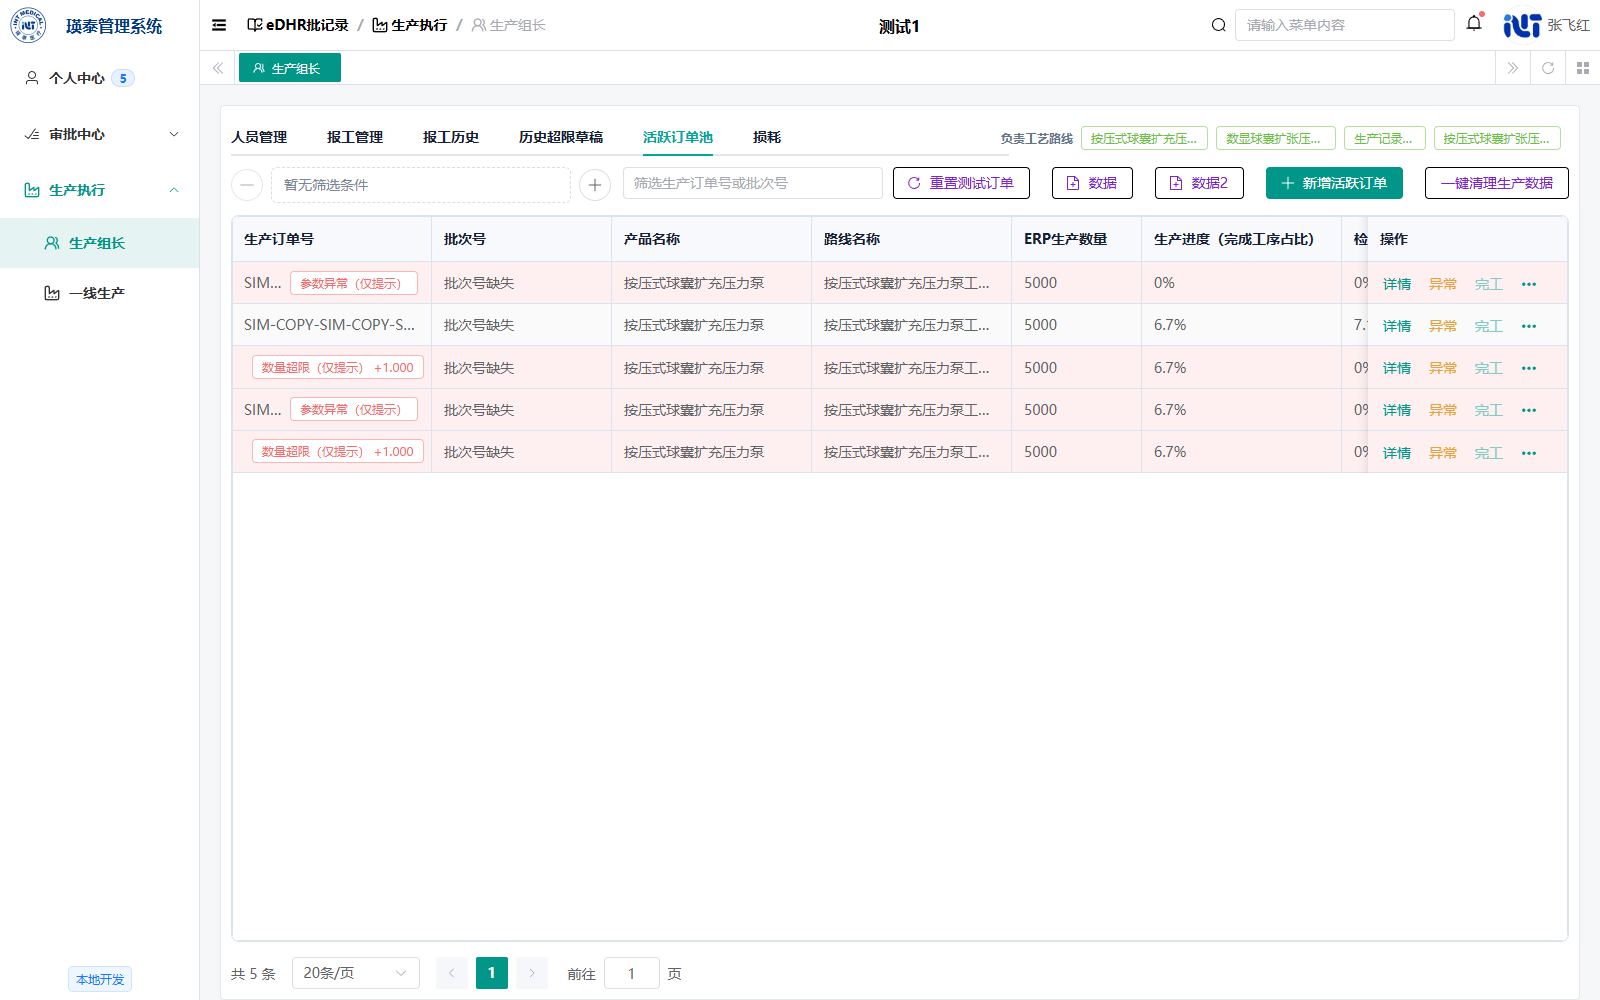 瑛泰管理系统
eDHR批记录 / 生产执行 / 生产组长
测试1
请输入菜单内容
张飞红
个人中心 5
审批中心
生产执行
生产组长
一线生产
本地开发
生产组长
人员管理 报工管理 报工历史 历史超限草稿 活跃订单池 损耗
负责工艺路线 按压式球囊扩充压... 数显球囊扩张压... 生产记录... 按压式球囊扩张压...
暂无筛选条件
筛选生产订单号或批次号
重置测试订单 数据 数据2 新增活跃订单 一键清理生产数据
生产订单号 批次号 产品名称 路线名称 ERP生产数量 生产进度（完成工序占比） 检 操作
SIM... 参数异常（仅提示） 批次号缺失 按压式球囊扩充压力泵 按压式球囊扩充压力泵工... 5000 0% 0% 详情 异常 完工
SIM-COPY-SIM-COPY-S... 批次号缺失 按压式球囊扩充压力泵 按压式球囊扩充压力泵工... 5000 6.7% 7. 详情 异常 完工
数量超限（仅提示） +1.000 批次号缺失 按压式球囊扩充压力泵 按压式球囊扩充压力泵工... 5000 6.7% 0% 详情 异常 完工
SIM... 参数异常（仅提示） 批次号缺失 按压式球囊扩充压力泵 按压式球囊扩充压力泵工... 5000 6.7% 0% 详情 异常 完工
数量超限（仅提示） +1.000 批次号缺失 按压式球囊扩充压力泵 按压式球囊扩充压力泵工... 5000 6.7% 0% 详情 异常 完工
共 5 条 20条/页 1 前往 1 页